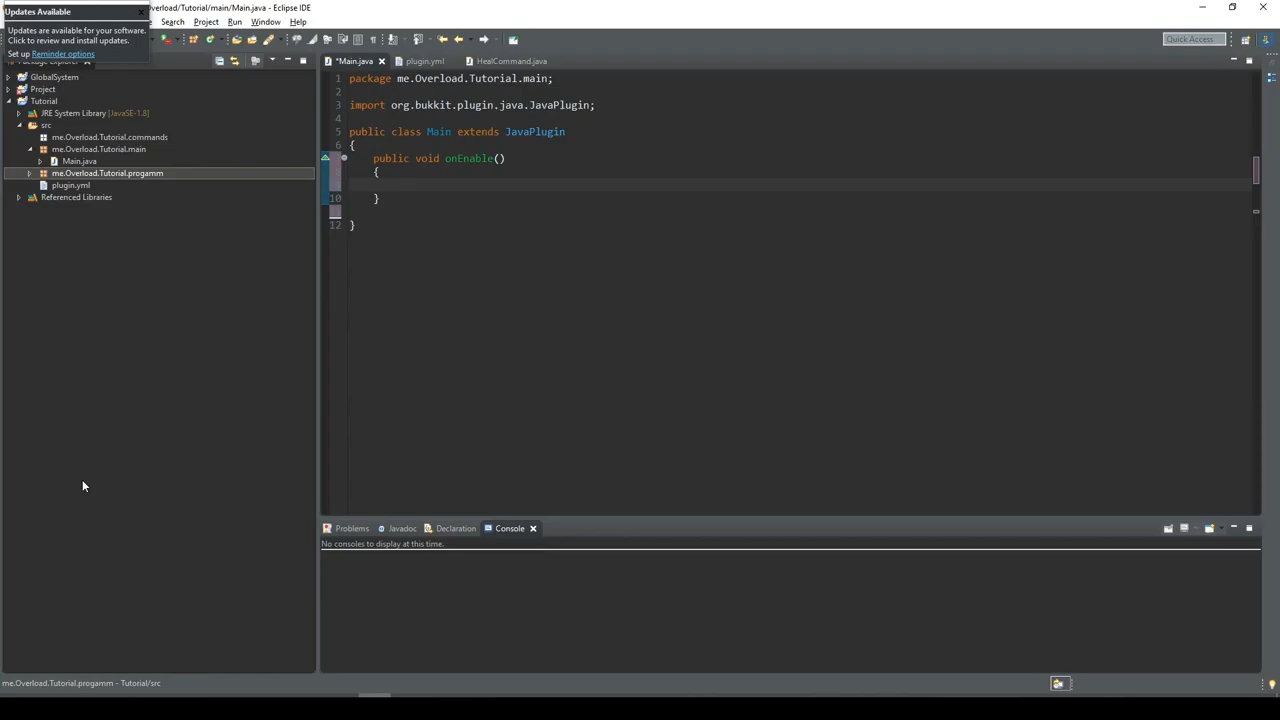 Updates Available
Updates are available for your software.
Click to review and install updates.
Set up Reminder options
verload/Tutorial/main/Main.java - Eclipse IDE
Search Project Run Window Help
Quick Access
GlobalSystem
Project
Tutorial
JRE System Library [JavaSE-1.8]
src
me.Overload.Tutorial.commands
me.Overload.Tutorial.main
Main.java
me.Overload.Tutorial.progamm
plugin.yml
Referenced Libraries
*Main.java plugin.yml HealCommand.java
1 package me.Overload.Tutorial.main;
2
3 import org.bukkit.plugin.java.JavaPlugin;
4
5 public class Main extends JavaPlugin
6 {
public void onEnable()
{
10 }
12 }
Problems Javadoc Declaration Console
No consoles to display at this time.
me.Overload.Tutorial.progamm - Tutorial/src